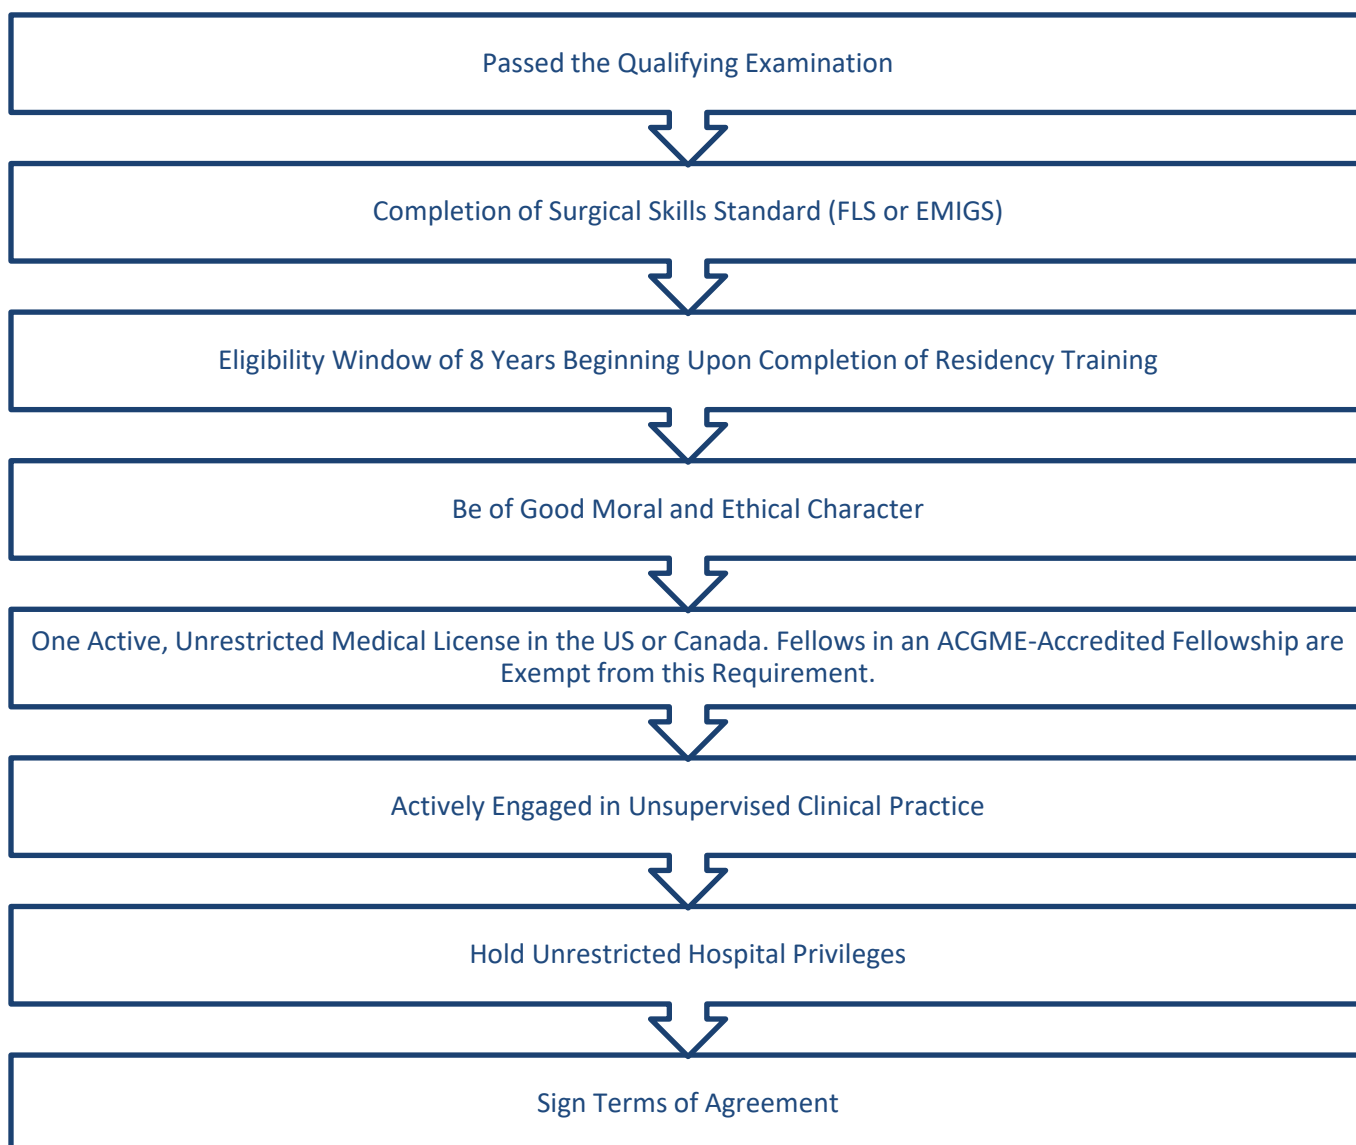 Passed the Qualifying Examination
Completion of Surgical Skills Standard (FLS or EMIGS)
Eligibility Window of 8 Years Beginning Upon Completion of Residency Training
Be of Good Moral and Ethical Character
One Active, Unrestricted Medical License in the US or Canada. Fellows in an ACGME-Accredited Fellowship are
Exempt from this Requirement.
Actively Engaged in Unsupervised Clinical Practice
Hold Unrestricted Hospital Privileges
Sign Terms of Agreement